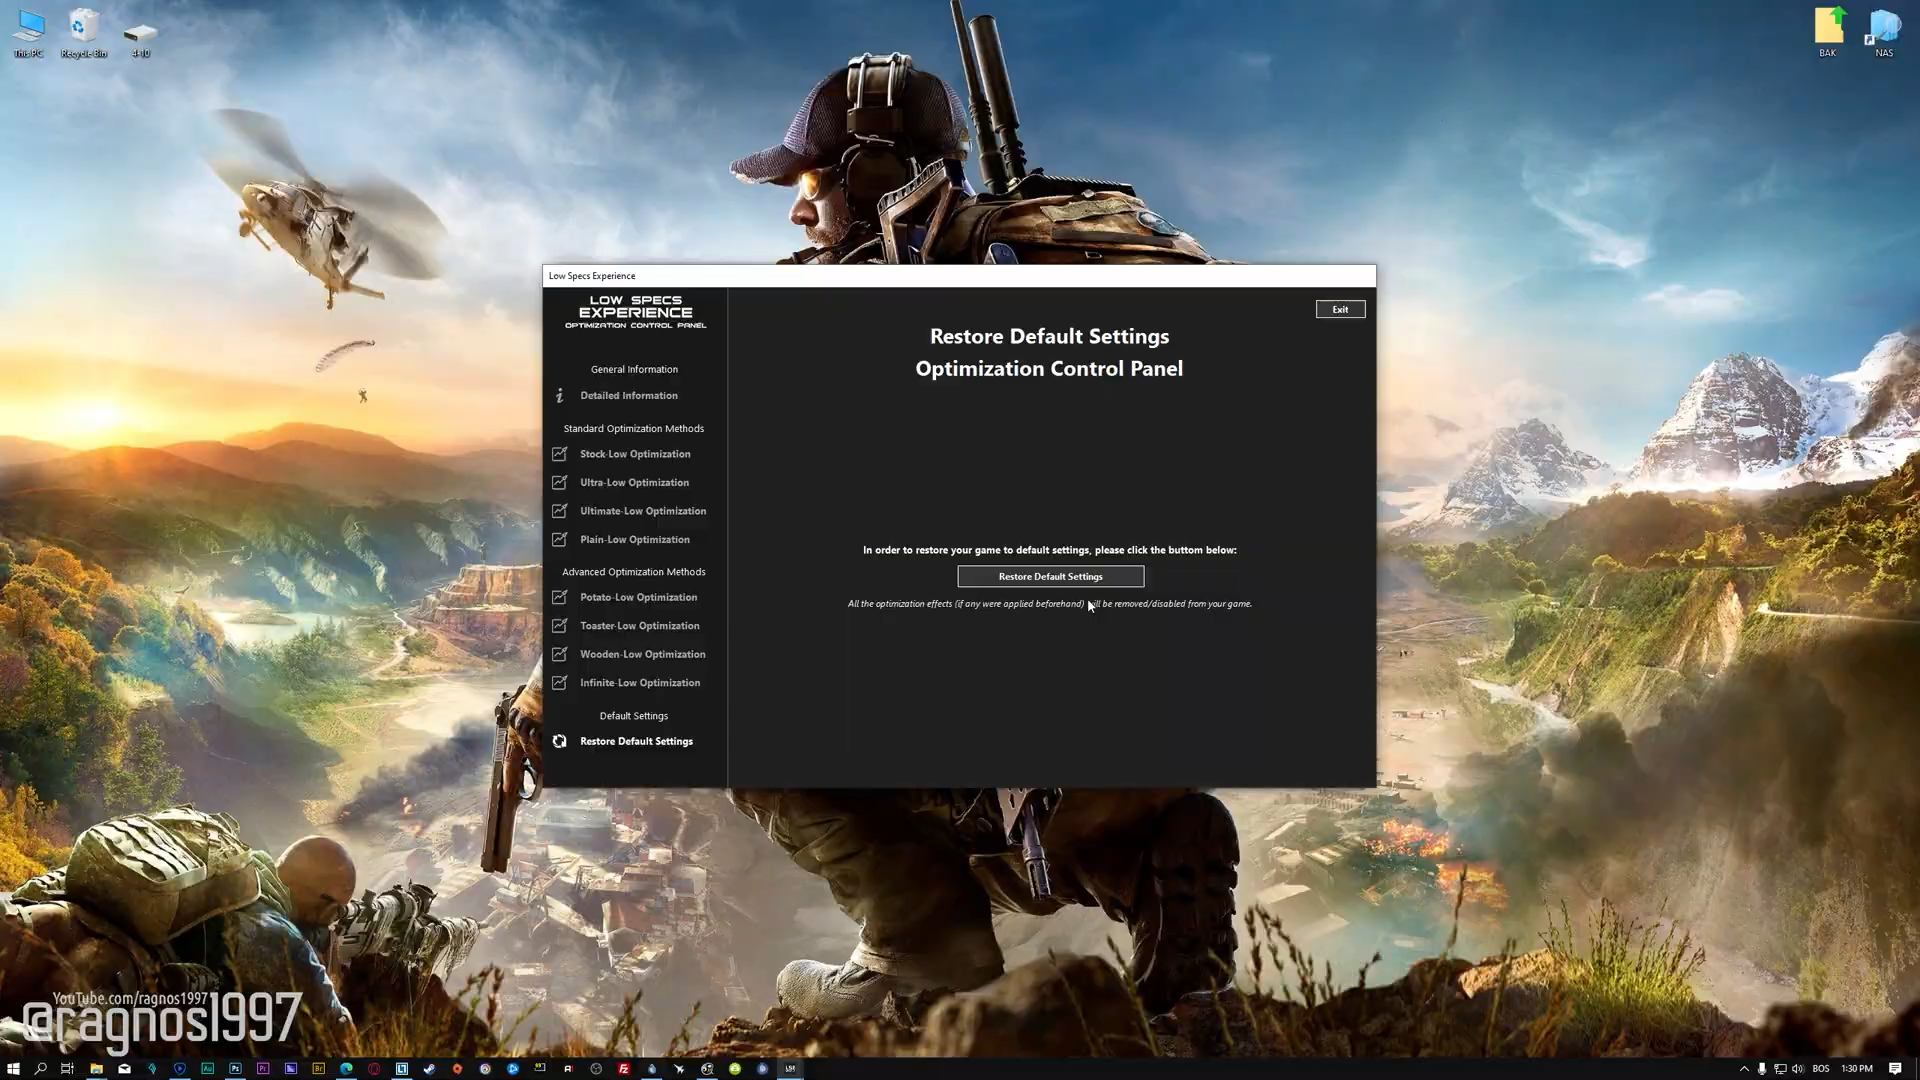 This PC
Recycle Bin
4-10
BAK
NAS
Low Specs Experience
LOW SPECS
EXPERIENCE
OPTIMIZATION CONTROL PANEL
General Information
Detailed Information
Standard Optimization Methods
Stock-Low Optimization
Ultra-Low Optimization
Ultimate-Low Optimization
Plain-Low Optimization
Advanced Optimization Methods
Potato-Low Optimization
Toaster-Low Optimization
Wooden-Low Optimization
Infinite-Low Optimization
Default Settings
Restore Default Settings
Exit
Restore Default Settings
Optimization Control Panel
In order to restore your game to default settings, please click the buttom below:
Restore Default Settings
All the optimization effects (if any were applied beforehand) will be removed/disabled from your game.
YouTube.com/ragnos1997
@ragnos1997
BOS
1:30 PM